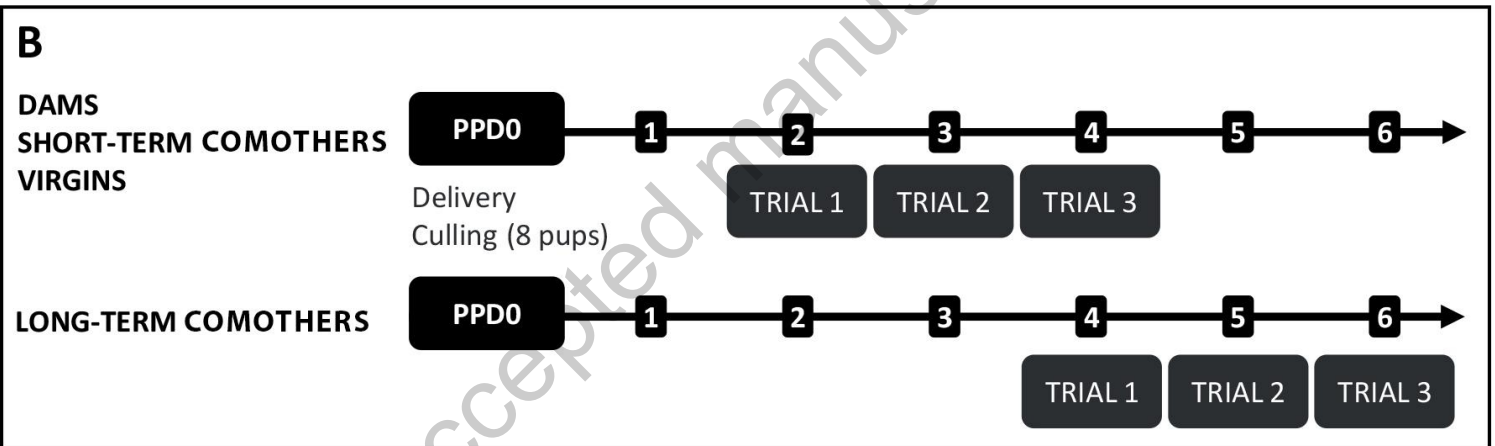 B
DAMS
SHORT-TERM COMOTHERS
VIRGINS
PPD0
1
2
3
4
5
6
Delivery
Culling (8 pups)
TRIAL 1
TRIAL 2
TRIAL 3
LONG-TERM COMOTHERS
PPD0
1
2
3
4
5
6
TRIAL 1
TRIAL 2
TRIAL 3
ccepted manus